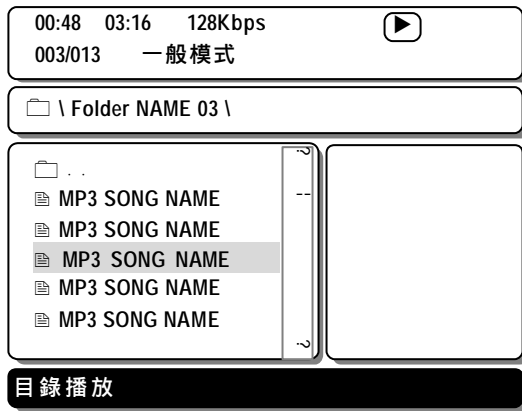 00:48 03:16 128Kbps
003/013 一般模式
\ Folder NAME 03 \
. .
MP3 SONG NAME
MP3 SONG NAME
MP3 SONG NAME
MP3 SONG NAME
MP3 SONG NAME
目錄播放